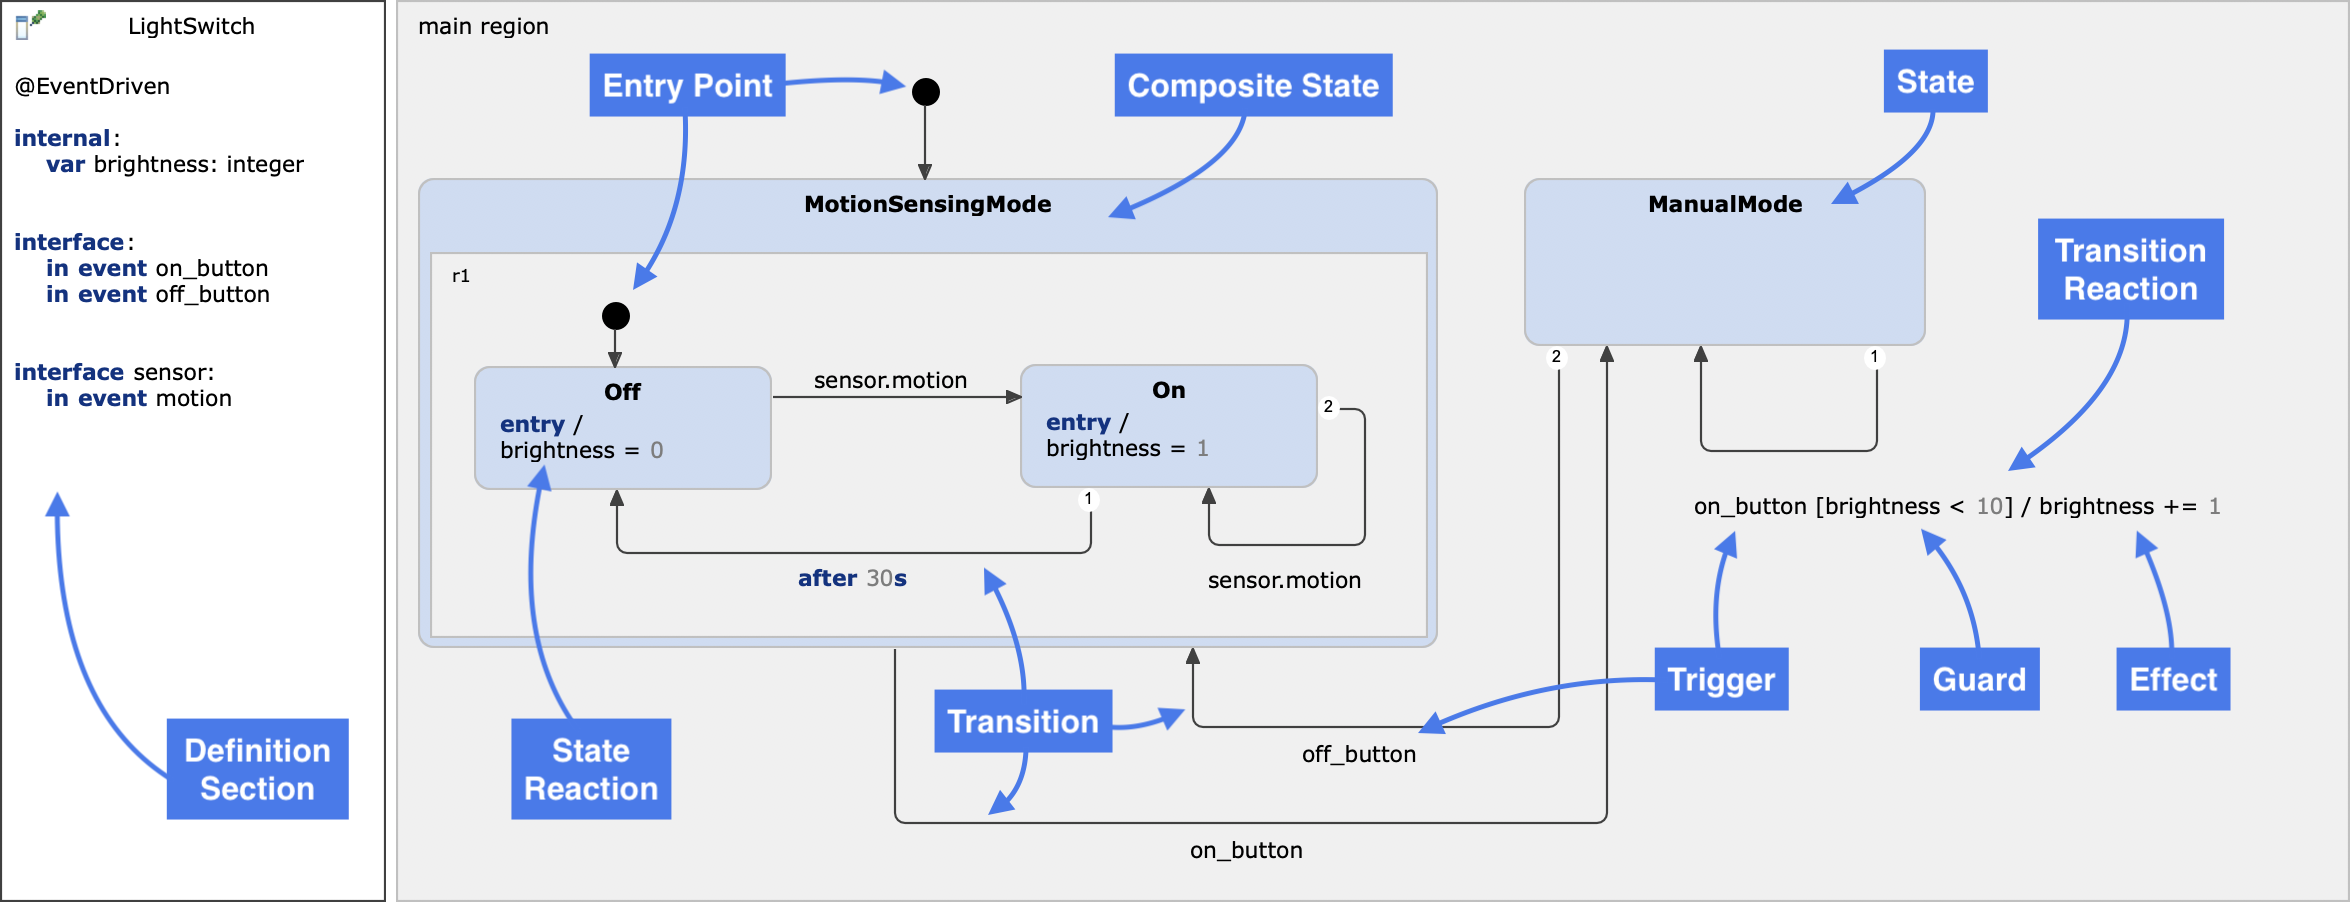 LightSwitch
@EventDriven
internal:
var brightness: integer
interface:
in event on_button
in event off_button
interface sensor:
in event motion
Definition
Section
main region
Entry Point
Composite State
State
MotionSensingMode
ManualMode
Transition
Reaction
r1
Off
entry /
brightness = 0
sensor.motion
On
entry /
brightness = 1
2
1
after 30s
sensor.motion
2
1
on_button [brightness < 10] / brightness += 1
Trigger
Guard
Effect
State
Reaction
Transition
off_button
on_button